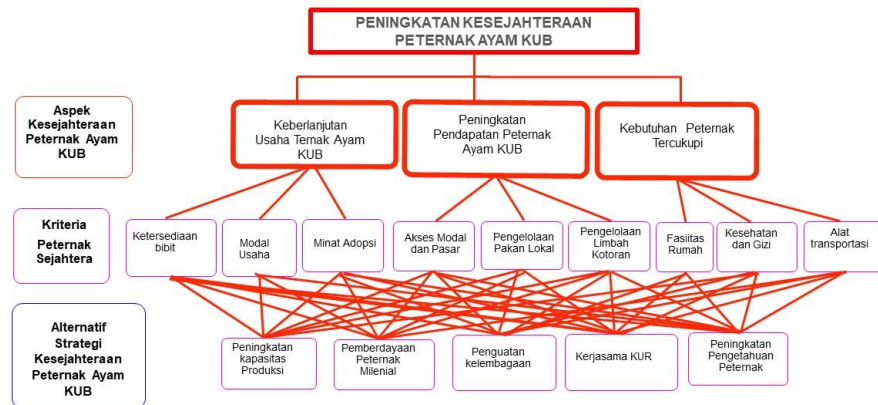 PENINGKATAN KESEJAHTERAAN
PETERNAK AYAM KUB
Aspek
Kesejahteraan
Peternak Ayam
KUB
Keberlanjutan
Usaha Ternak Ayam
KUB
Peningkatan
Pendapatan Peternak
Ayam KUB
Kebutuhan Peternak
Tercukupi
Kriteria
Peternak
Sejahtera
Ketersediaan
bibit
Modal
Usaha
Minat Adopsi
Akses Modal
dan Pasar
Pengelolaan
Pakan Lokal
Pengelolaan
Limbah
Kotoran
Fasiitas
Rumah
Kesehatan
dan Gizi
Alat
transportasi
Alternatif
Strategi
Kesejahteraan
Peternak Ayam
KUB
Peningkatan
kapasitas
Produksi
Pemberdayaan
Peternak
Milenial
Penguatan
kelembagaan
Kerjasama KUR
Peningkatan
Pengetahuan
Peternak